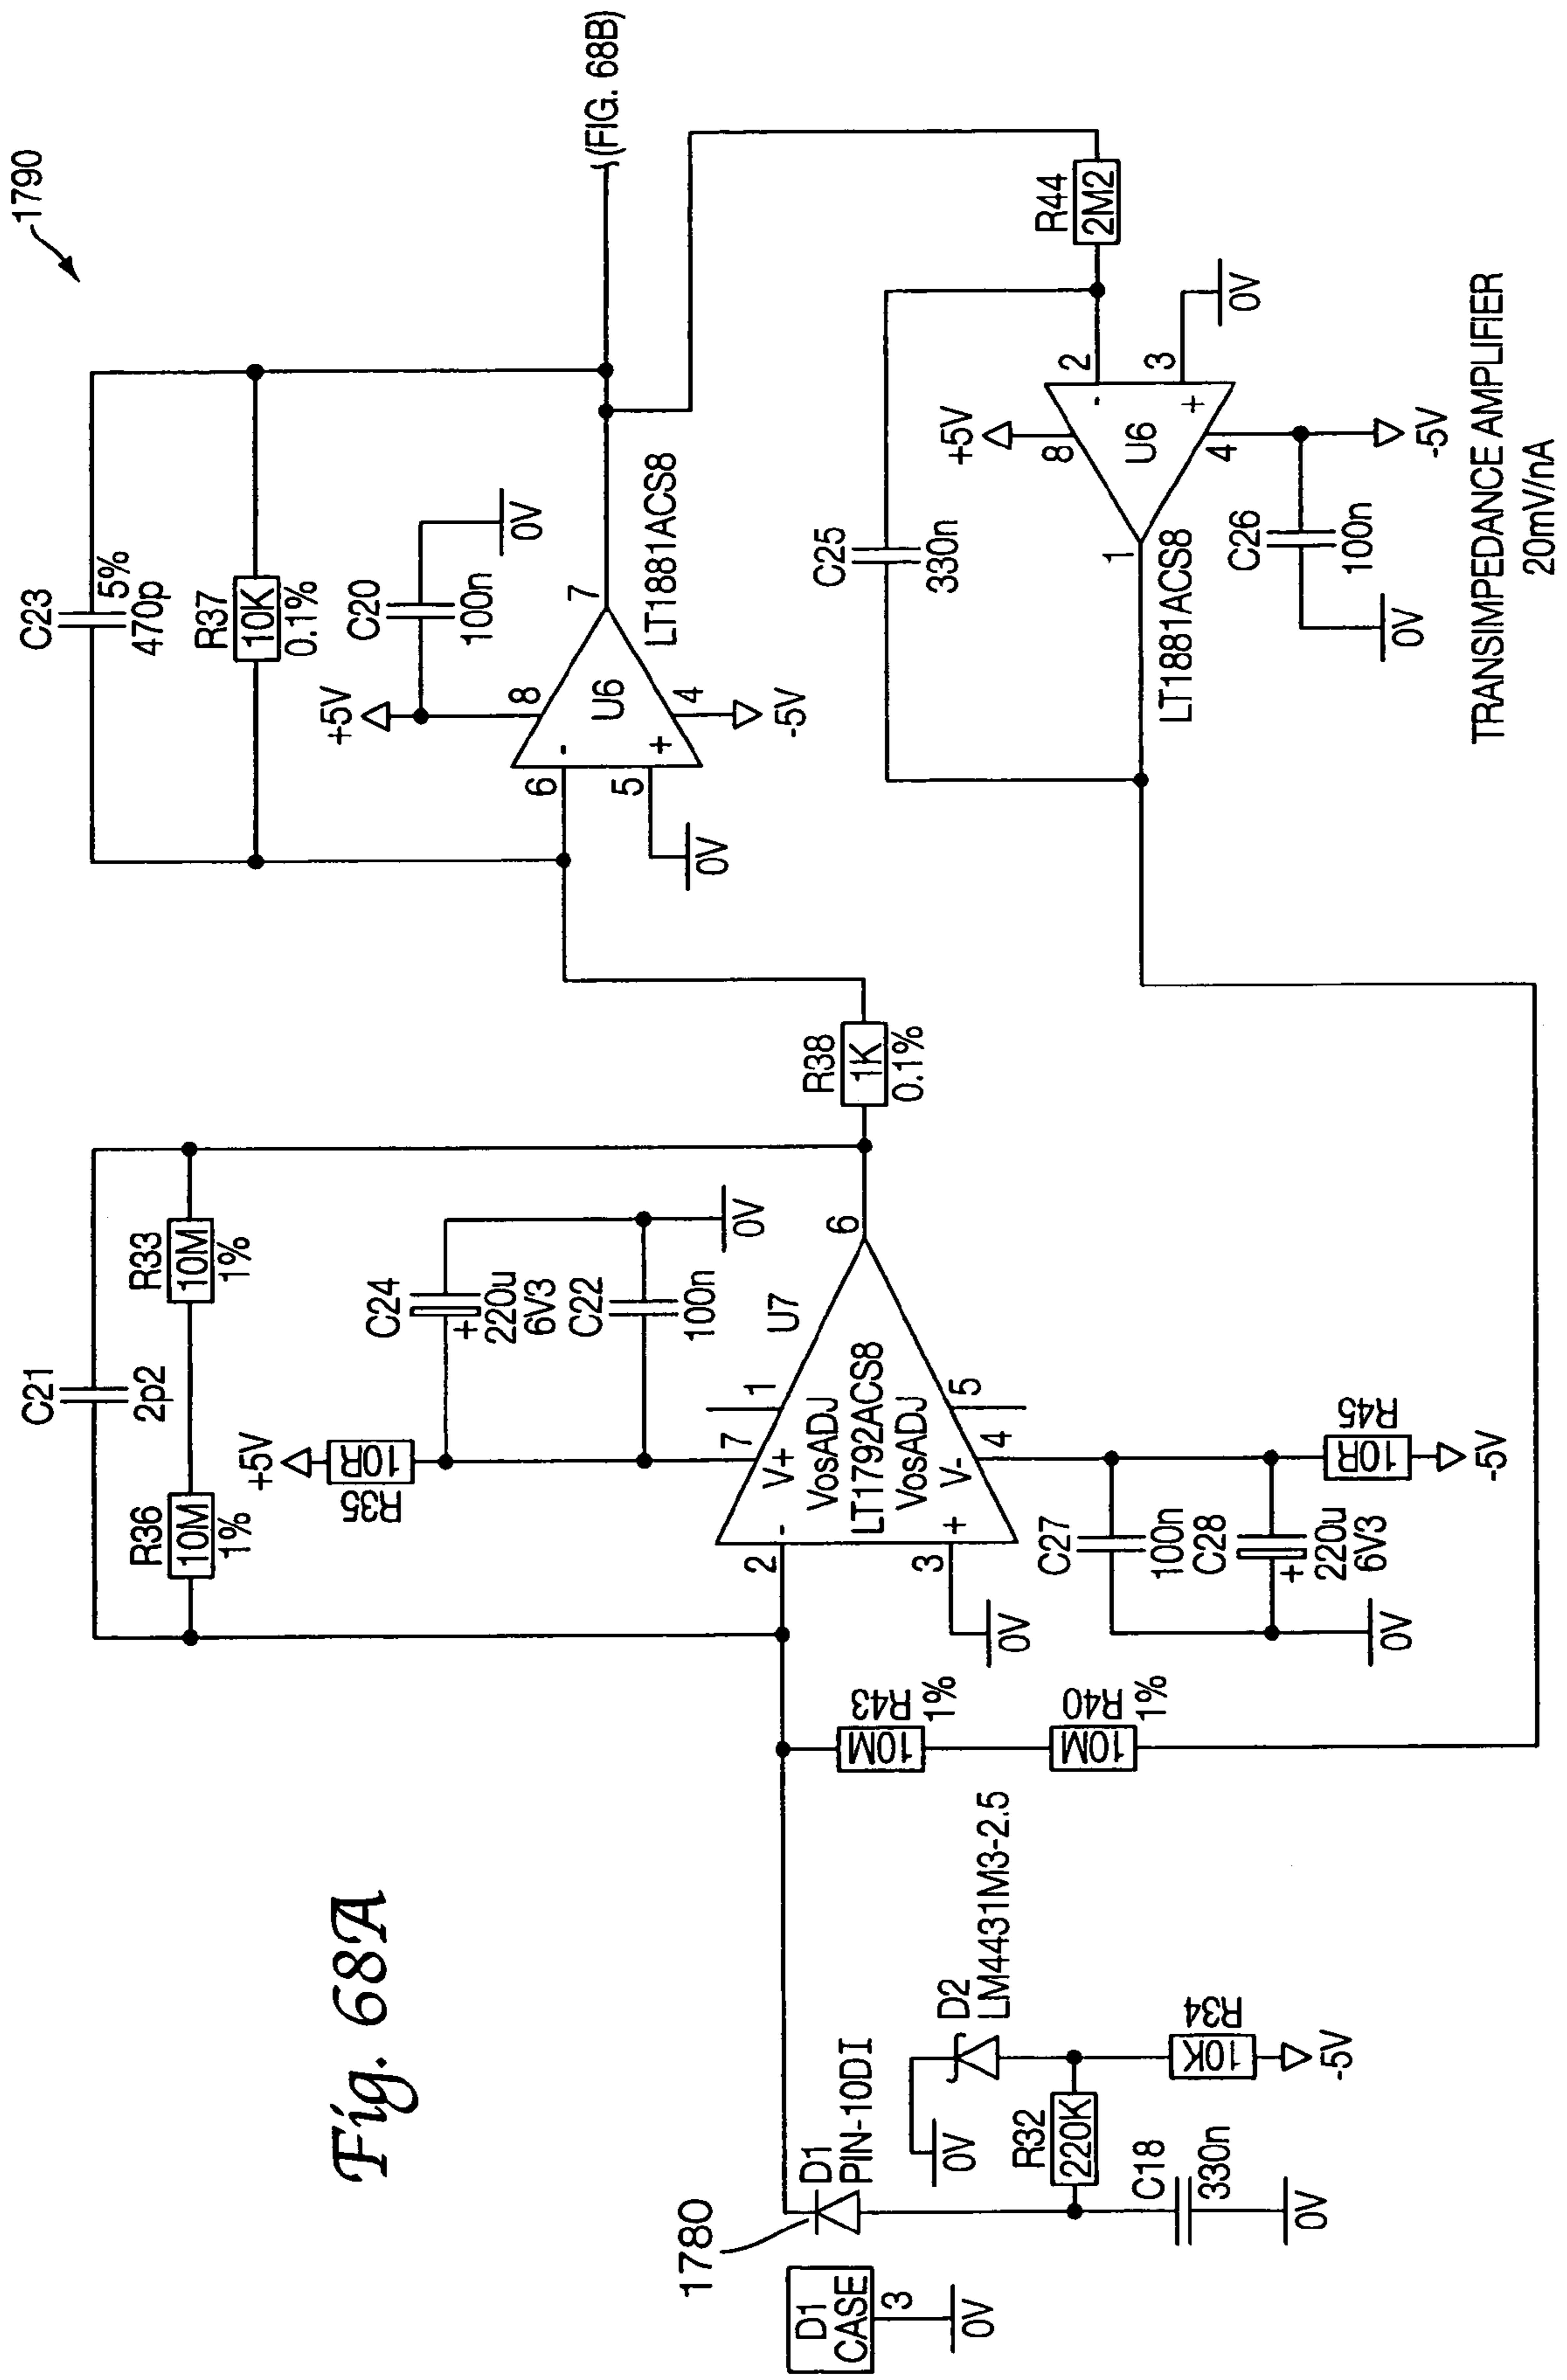 Fig. 68A
1790
C21
2p2
R36
10M
1%
R33
10M
1%
+5V
R35
10R
C24
+
220u
6V3
C22
100n
0V
2
-
3
+
0V
7
V+
1
VosADJ
LT1792ACS8
VosADJ
V-
4
5
U7
6
C27
100n
C28
+
220u
6V3
0V
R45
10R
-5V
R38
1K
0.1%
C23
5%
470p
R37
10K
0.1%
+5V
C20
100n
0V
6
-
5
+
0V
8
U6
4
-5V
7
LT1881ACS8
(FIG. 68B)
R44
2M2
C25
330n
2
-
3
+
0V
+5V
8
U6
4
1
LT1881ACS8
C26
100n
0V
-5V
TRANSIMPEDANCE AMPLIFIER
20mV/nA
R43
10M
1%
R40
10M
1%
1780
D1
PIN-10DI
D1
CASE
3
0V
D2
LM4431M3-2.5
0V
R32
220K
C18
330n
0V
R34
10K
-5V